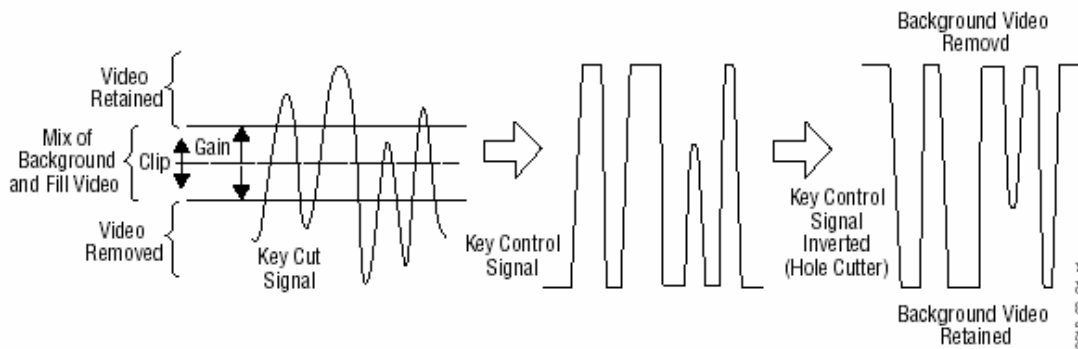 Video
Retained
Mix of
Background
and Fill Video
Clip
Gain
Video
Removed
Key Cut
Signal
Key Control
Signal
Background Video
Removd
Key Control
Signal
Inverted
(Hole Cutter)
Background Video
Retained